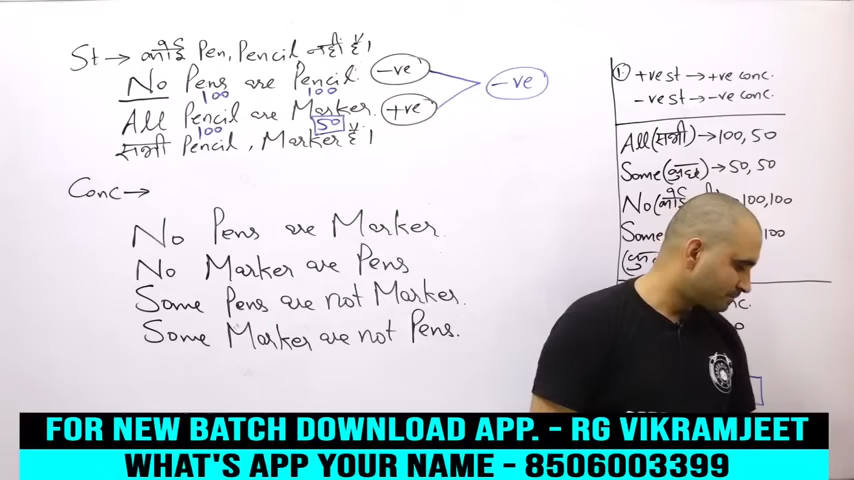 St → कोई Pen, Pencil नहीं है।
No Pens are Pencil. -ve -ve
100 100
All Pencil are Marker. +ve
100 50
सभी Pencil, Marker है।
Conc →
No Pens are Marker.
No Marker are Pens
Some Pens are not Marker.
Some Marker are not Pens.
1. +ve st → +ve conc.
-ve st → -ve conc.
All (सभी) → 100, 50
Some (कुछ) → 50, 50
No (कोई 100, 100
Some 100
FOR NEW BATCH DOWNLOAD APP. - RG VIKRAMJEET
WHAT'S APP YOUR NAME - 8506003399